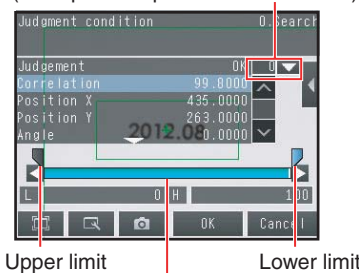 Judgment condition 0.Search
Judgement OK 0
Correlation 99.8000
Position X 435.0000
Position Y 263.0000
Angle 0.0000
2012.08
L 0 H 100
OK Cancel
Upper limit Lower limit